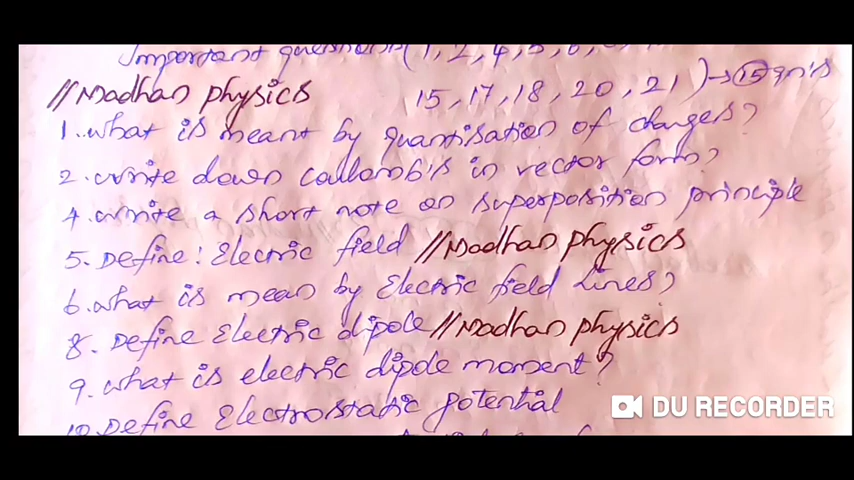 Important questions (1, 2, 4, 5, 6,
//Madhan physics 15, 17, 18, 20, 21) → 15
1. what is meant by quantisation of charges?
2. write down coulomb's in vector form?
4. write a short note on superposition principle
5. Define: Electric field //Madhan physics
6. what is mean by Electric field lines?
8. Define Electric dipole //Madhan physics
9. what is electric dipole moment?
10. Define Electrostatic potential
DU RECORDER